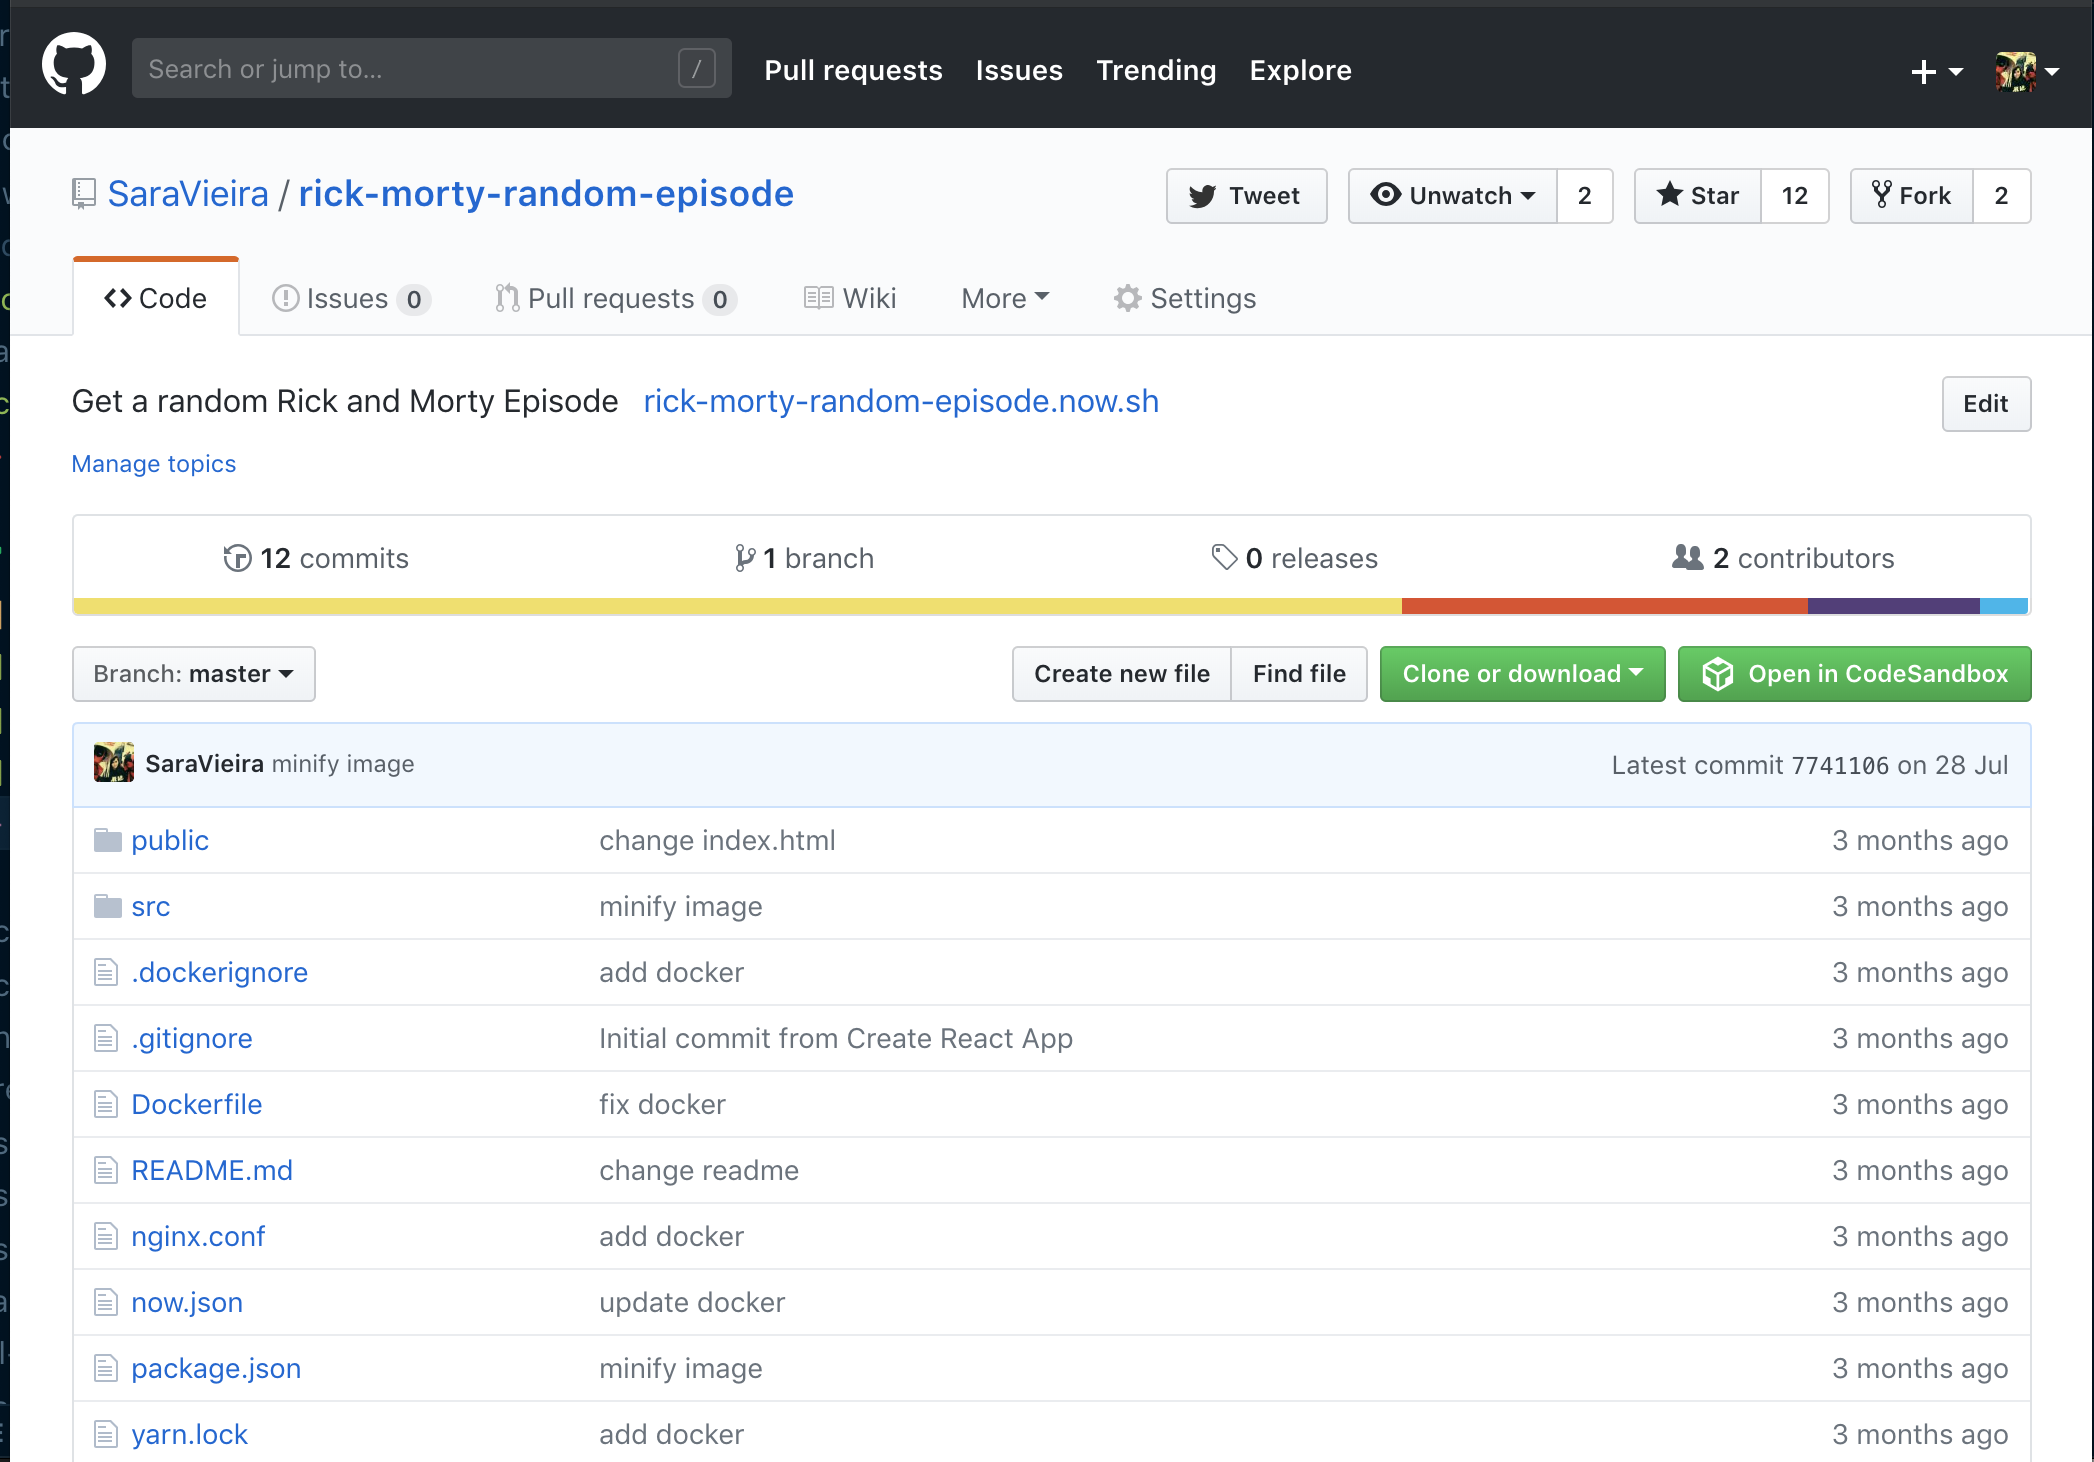 Search or jump to... / Pull requests Issues Trending Explore
SaraVieira / rick-morty-random-episode Tweet Unwatch 2 Star 12 Fork 2
Code Issues 0 Pull requests 0 Wiki More Settings
Get a random Rick and Morty Episode rick-morty-random-episode.now.sh Edit
Manage topics
12 commits 1 branch 0 releases 2 contributors
Branch: master Create new file Find file Clone or download Open in CodeSandbox
SaraVieira minify image Latest commit 7741106 on 28 Jul
public change index.html 3 months ago
src minify image 3 months ago
.dockerignore add docker 3 months ago
.gitignore Initial commit from Create React App 3 months ago
Dockerfile fix docker 3 months ago
README.md change readme 3 months ago
nginx.conf add docker 3 months ago
now.json update docker 3 months ago
package.json minify image 3 months ago
yarn.lock add docker 3 months ago